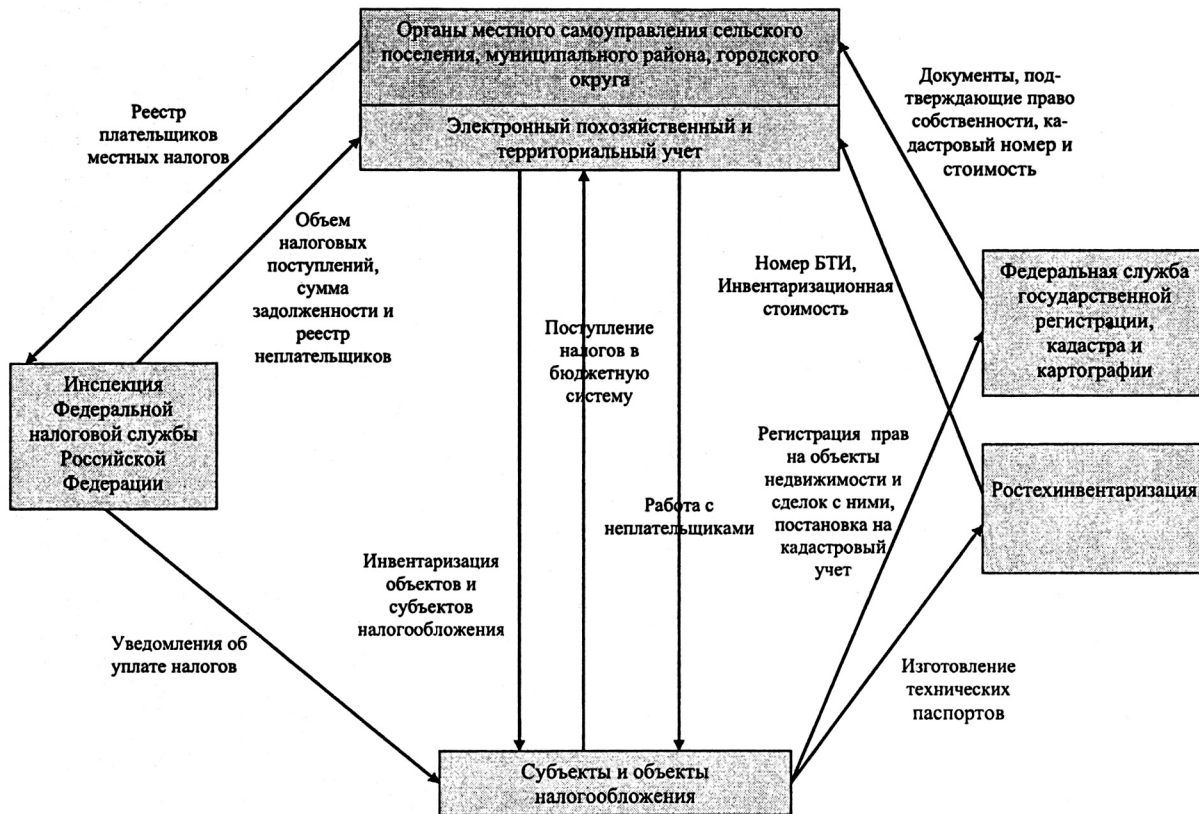 Органы местного самоуправления сельского
поселения, муниципального района, городского
округа
Электронный похозяйственный и
территориальный учет
Реестр
плательщиков
местных налогов
Документы, под-
тверждающие право
собственности, ка-
дастровый номер и
стоимость
Объем
налоговых
поступлений,
сумма
задолженности и
реестр
неплательщиков
Номер БТИ,
Инвентаризационная
стоимость
Федеральная служба
государственной
регистрации,
кадастра и
картографии
Поступление
налогов в
бюджетную
систему
Инспекция
Федеральной
налоговой службы
Российской
Федерации
Регистрация прав
на объекты
недвижимости и
сделок с ними,
постановка на
кадастровый
учет
Ростехинвентаризация
Работа с
неплательщиками
Инвентаризация
объектов и
субъектов
налогообложения
Уведомления об
уплате налогов
Изготовление
технических
паспортов
Субъекты и объекты
налогообложения